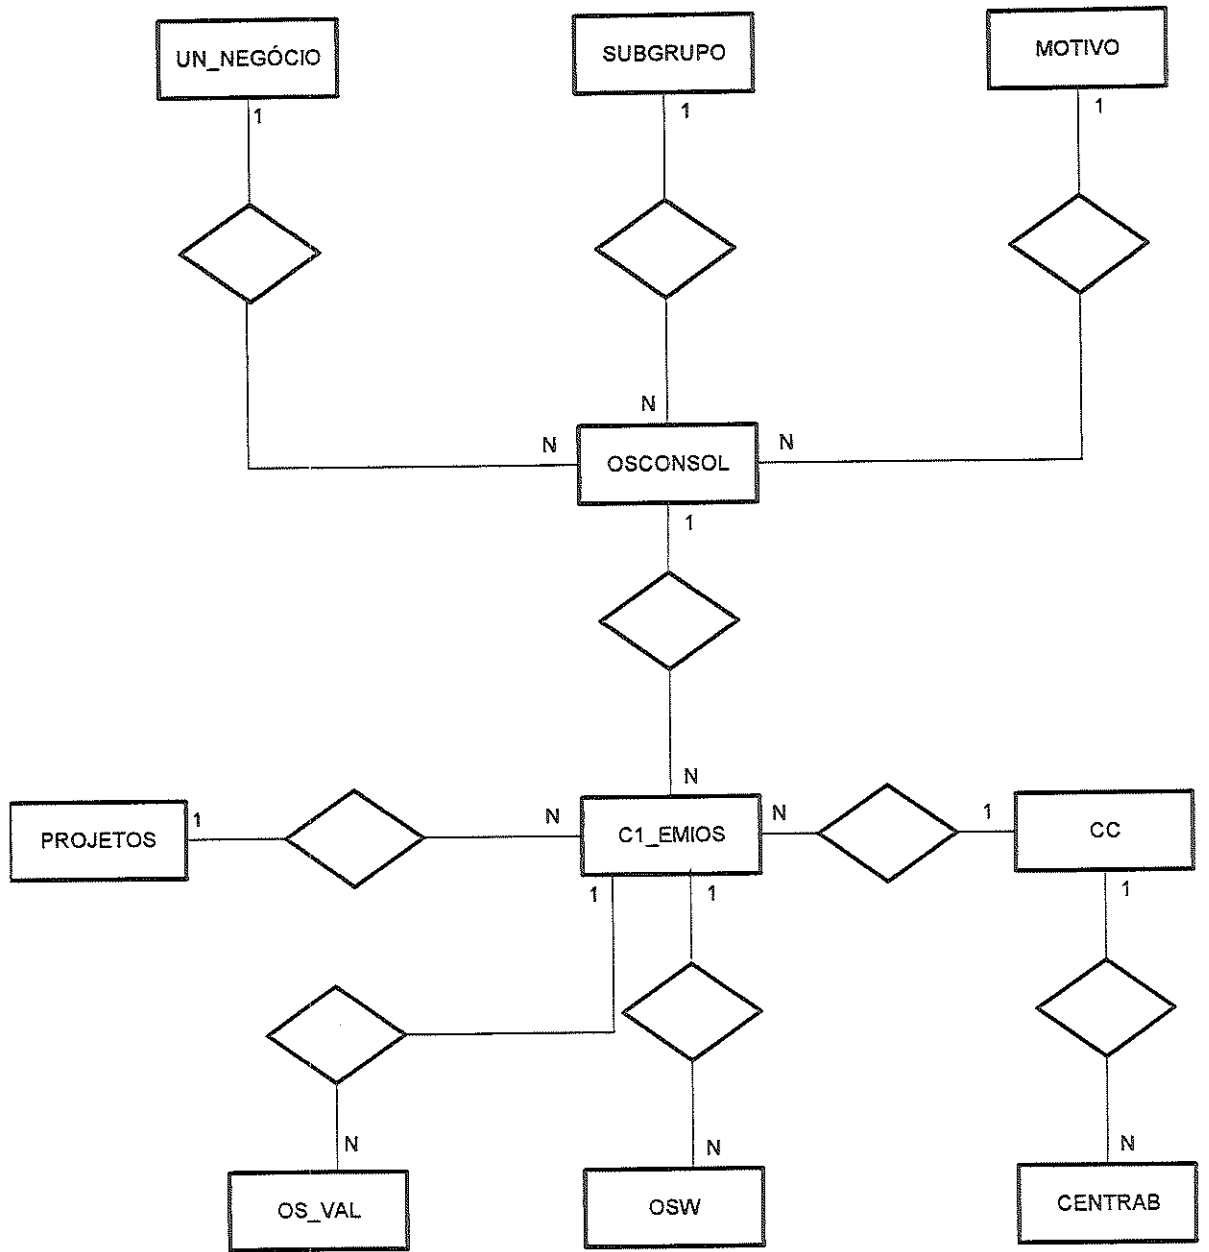 UN_NEGÓCIO
SUBGRUPO
MOTIVO
1
1
1
N
N
N
OSCONSOL
1
N
PROJETOS
1
N
C1_EMIOS
N
1
CC
1
1
1
N
N
N
OS_VAL
OSW
CENTRAB